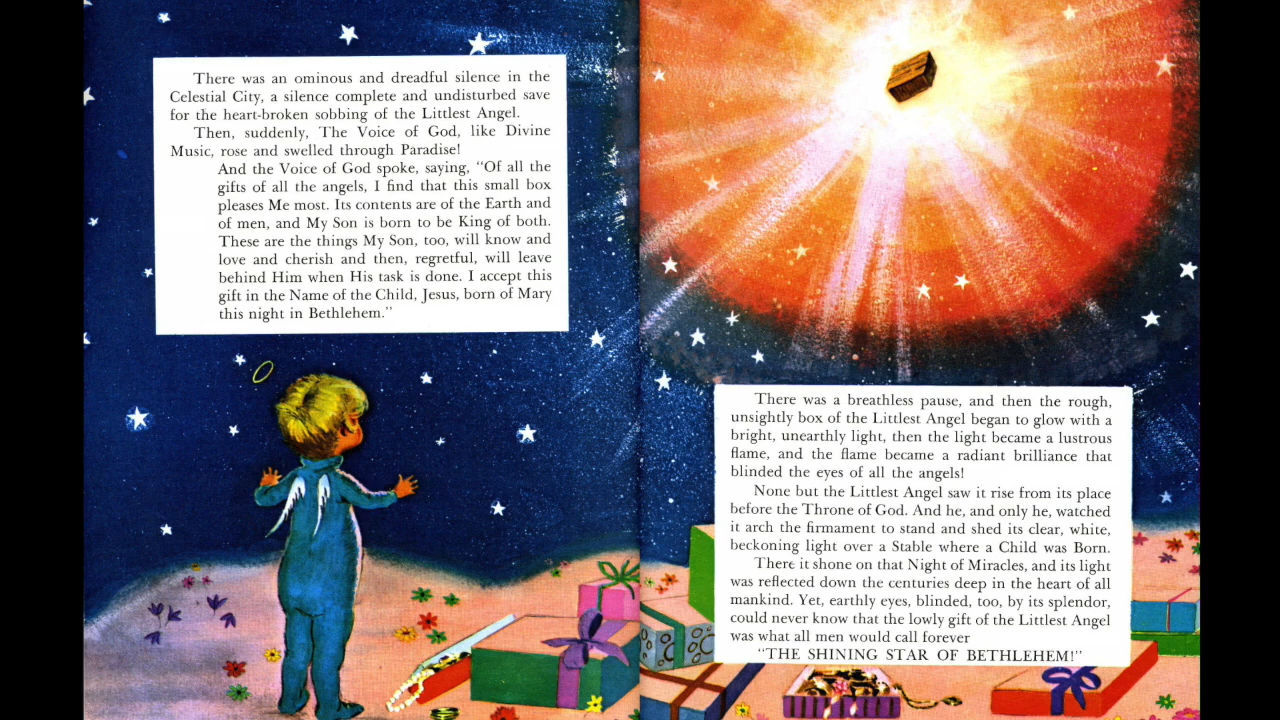 There was an ominous and dreadful silence in the
Celestial City, a silence complete and undisturbed save
for the heart-broken sobbing of the Littlest Angel.
Then, suddenly, The Voice of God, like Divine
Music, rose and swelled through Paradise!
And the Voice of God spoke, saying, “Of all the
gifts of all the angels, I find that this small box
pleases Me most. Its contents are of the Earth and
of men, and My Son is born to be King of both.
These are the things My Son, too, will know and
love and cherish and then, regretful, will leave
behind Him when His task is done. I accept this
gift in the Name of the Child, Jesus, born of Mary
this night in Bethlehem.”
There was a breathless pause, and then the rough,
unsightly box of the Littlest Angel began to glow with a
bright, unearthly light, then the light became a lustrous
flame, and the flame became a radiant brilliance that
blinded the eyes of all the angels!
None but the Littlest Angel saw it rise from its place
before the Throne of God. And he, and only he, watched
it arch the firmament to stand and shed its clear, white,
beckoning light over a Stable where a Child was Born.
There it shone on that Night of Miracles, and its light
was reflected down the centuries deep in the heart of all
mankind. Yet, earthly eyes, blinded, too, by its splendor,
could never know that the lowly gift of the Littlest Angel
was what all men would call forever
“THE SHINING STAR OF BETHLEHEM!”